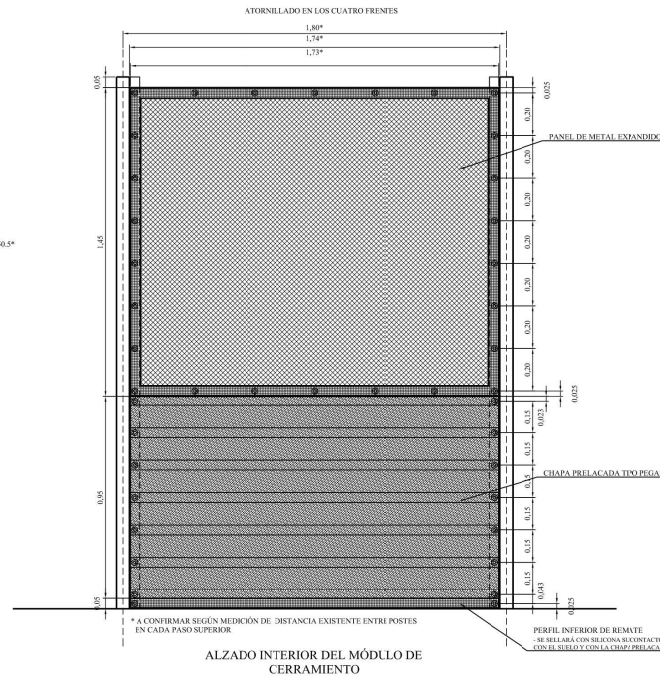 ATORNILLADO EN LOS CUATRO FRENTES
1,80*
1,74*
1,73*
0,05
0,025
0,20
PANEL DE METAL EXPANDIDO
0,20
0,20
0,20
1,45
0.5*
0,20
0,20
0,20
0,025
0,023
0,15
0,15
CHAPA PRELACADA TIPO PEGA
0,15
0,95
0,15
0,15
0,15
0,043
0,05
0,025
* A CONFIRMAR SEGÚN MEDICIÓN DE DISTANCIA EXISTENTE ENTRE POSTES
EN CADA PASO SUPERIOR
PERFIL INFERIOR DE REMATE
- SE SELLARÁ CON SILICONA SU CONTACTO
CON EL SUELO Y CON LA CHAPA PRELACA
ALZADO INTERIOR DEL MÓDULO DE
CERRAMIENTO